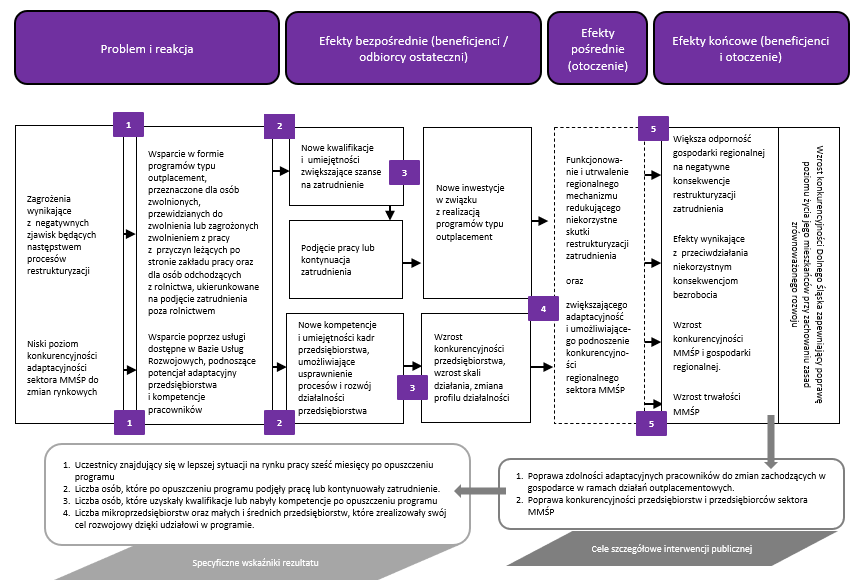 Problem i reakcja
Efekty bezpośrednie (beneficjenci /
odbiorcy ostateczni)
Efekty
pośrednie
(otoczenie)
Efekty końcowe (beneficjenci
i otoczenie)
1
2
3
5
Zagrożenia
wynikające
z negatywnych
zjawisk będących
następstwem
procesów
restrukturyzacji
Niski poziom
konkurencyjności
adaptacyjności
sektora MMŚP do
zmian rynkowych
Wsparcie w formie
programów typu
outplacement,
przeznaczone dla osób
zwolnionych,
przewidzianych do
zwolnienia lub zagrożonych
zwolnieniem z pracy
z przyczyn leżących po
stronie zakładu pracy oraz
dla osób odchodzących
z rolnictwa, ukierunkowane
na podjęcie zatrudnienia
poza rolnictwem
Wsparcie poprzez usługi
dostępne w Bazie Usług
Rozwojowych, podnoszące
potencjał adaptacyjny
przedsiębiorstwa
i kompetencje
pracowników
Nowe kwalifikacje
i umiejętności
zwiększające szanse
na zatrudnienie
Podjęcie pracy lub
kontynuacja
zatrudnienia
Nowe kompetencje
i umiejętności kadr
przedsiębiorstwa,
umożliwiające
usprawnienie
procesów i rozwój
działalności
przedsiębiorstwa
Nowe inwestycje
w związku
z realizacją
programów typu
outplacement
Wzrost
konkurencyjności
przedsiębiorstwa,
wzrost skali
działania, zmiana
profilu działalności
4
3
Funkcjonowa-
nie i utrwalenie
regionalnego
mechanizmu
redukującego
niekorzystne
skutki
restrukturyzacji
zatrudnienia
oraz
zwiększającego
adaptacyjność
i umożliwiające-
go podnoszenie
konkurencyjno-
ści
regionalnego
sektora MMŚP
Większa odporność
gospodarki regionalnej
na negatywne
konsekwencje
restrukturyzacji
zatrudnienia
Efekty wynikające
z przeciwdziałania
niekorzystnym
konsekwencjom
bezrobocia
Wzrost
konkurencyjności
MMŚP i gospodarki
regionalnej.
Wzrost trwałości
MMŚP
Wzrost konkurencyjności Dolnego Śląska zapewniający poprawę
poziomu życia jego mieszkańców przy zachowaniu zasad
zrównoważonego rozwoju
1
2
5
1. Uczestnicy znajdujący się w lepszej sytuacji na rynku pracy sześć miesięcy po opuszczeniu
programu
2. Liczba osób, które po opuszczeniu programu podjęły pracę lub kontynuowały zatrudnienie.
3. Liczba osób, które uzyskały kwalifikacje lub nabyły kompetencje po opuszczeniu programu
4. Liczba mikroprzedsiębiorstw oraz małych i średnich przedsiębiorstw, które zrealizowały swój
cel rozwojowy dzięki udziałowi w programie.
Specyficzne wskaźniki rezultatu
1. Poprawa zdolności adaptacyjnych pracowników do zmian zachodzących w
gospodarce w ramach działań outplacementowych.
2. Poprawa konkurencyjności przedsiębiorstw i przedsiębiorców sektora
MMŚP
Cele szczegółowe interwencji publicznej